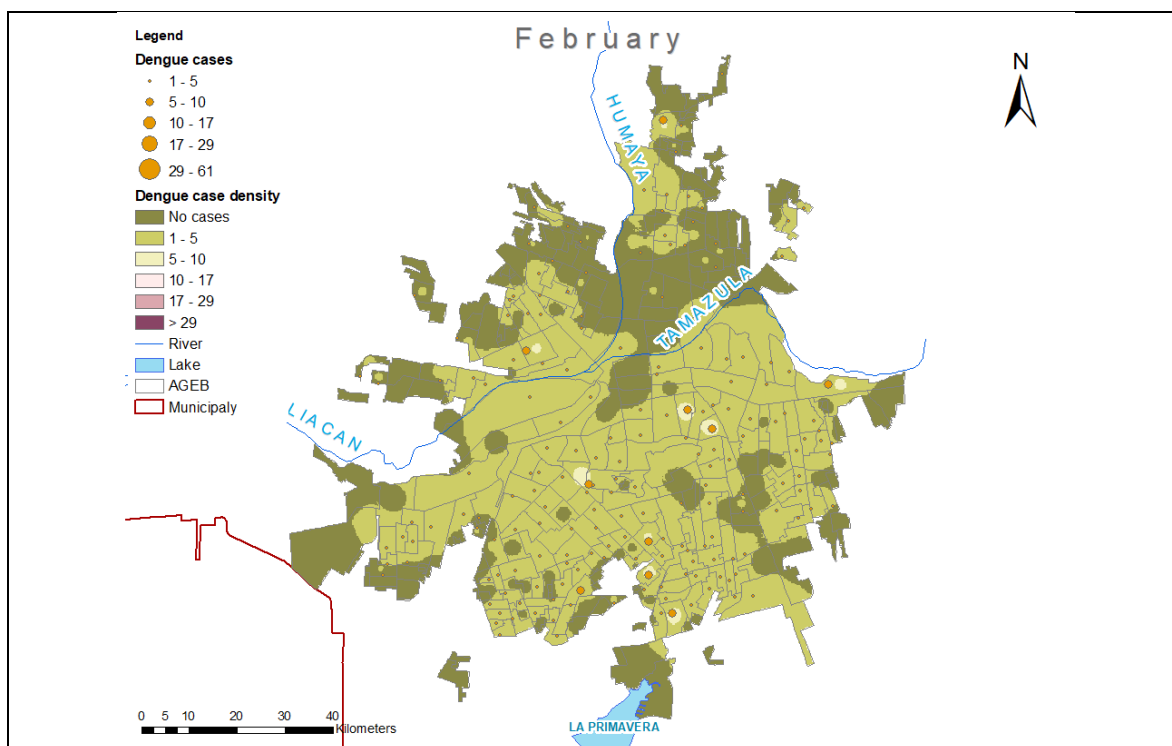 Legend
February
Dengue cases
1 - 5
5 - 10
10 - 17
17 - 29
29 - 61
Dengue case density
No cases
1 - 5
5 - 10
10 - 17
17 - 29
> 29
River
Lake
AGEB
Municipaly
N
HUMAYA
TAMAZULA
LIACAN
0 5 10 20 30 40
Kilometers
LA PRIMAVERA